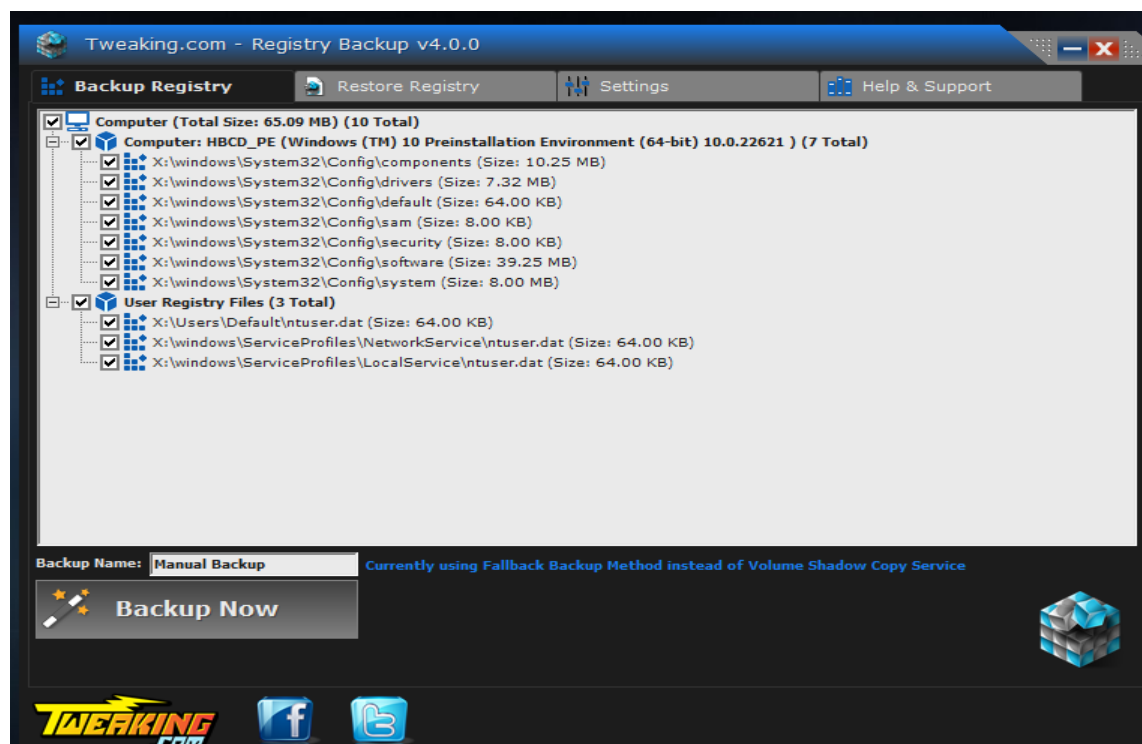 Tweaking.com - Registry Backup v4.0.0
Backup Registry
Restore Registry
Settings
Help & Support
Computer (Total Size: 65.09 MB) (10 Total)
Computer: HBCD_PE (Windows (TM) 10 Preinstallation Environment (64-bit) 10.0.22621 ) (7 Total)
X:\windows\System32\Config\components (Size: 10.25 MB)
X:\windows\System32\Config\drivers (Size: 7.32 MB)
X:\windows\System32\Config\default (Size: 64.00 KB)
X:\windows\System32\Config\sam (Size: 8.00 KB)
X:\windows\System32\Config\security (Size: 8.00 KB)
X:\windows\System32\Config\software (Size: 39.25 MB)
X:\windows\System32\Config\system (Size: 8.00 MB)
User Registry Files (3 Total)
X:\Users\Default\ntuser.dat (Size: 64.00 KB)
X:\windows\ServiceProfiles\NetworkService\ntuser.dat (Size: 64.00 KB)
X:\windows\ServiceProfiles\LocalService\ntuser.dat (Size: 64.00 KB)
Backup Name: Manual Backup
Currently using Fallback Backup Method instead of Volume Shadow Copy Service
Backup Now
TWEAKING
.COM